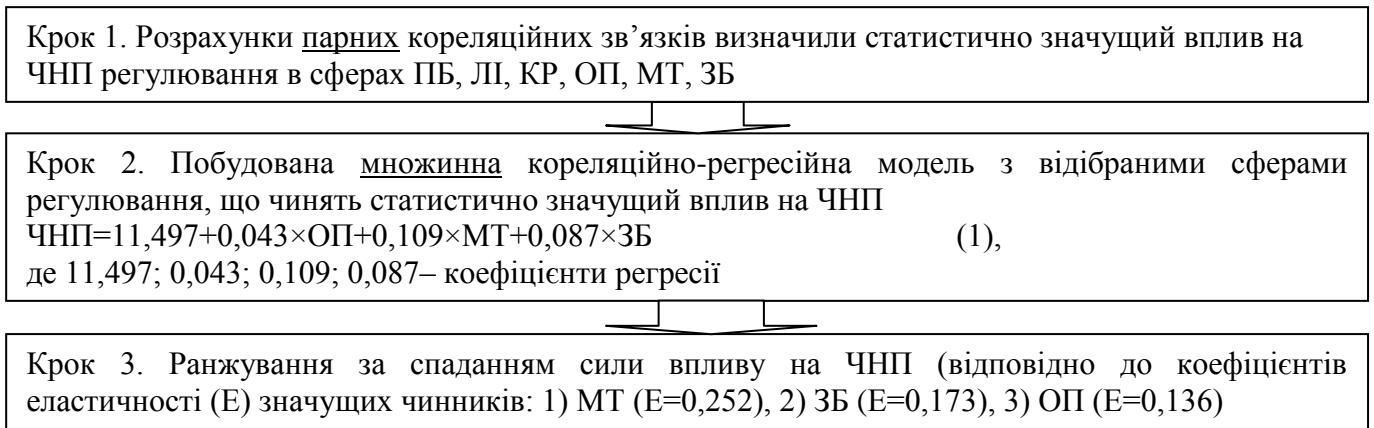 Крок 1. Розрахунки парних кореляційних зв’язків визначили статистично значущий вплив на
ЧНП регулювання в сферах ПБ, ЛІ, КР, ОП, МТ, ЗБ
Крок 2. Побудована множинна кореляційно-регресійна модель з відібраними сферами
регулювання, що чинять статистично значущий вплив на ЧНП
ЧНП=11,497+0,043×ОП+0,109×МТ+0,087×ЗБ (1),
де 11,497; 0,043; 0,109; 0,087– коефіцієнти регресії
Крок 3. Ранжування за спаданням сили впливу на ЧНП (відповідно до коефіцієнтів
еластичності (Е) значущих чинників: 1) МТ (Е=0,252), 2) ЗБ (Е=0,173), 3) ОП (Е=0,136)